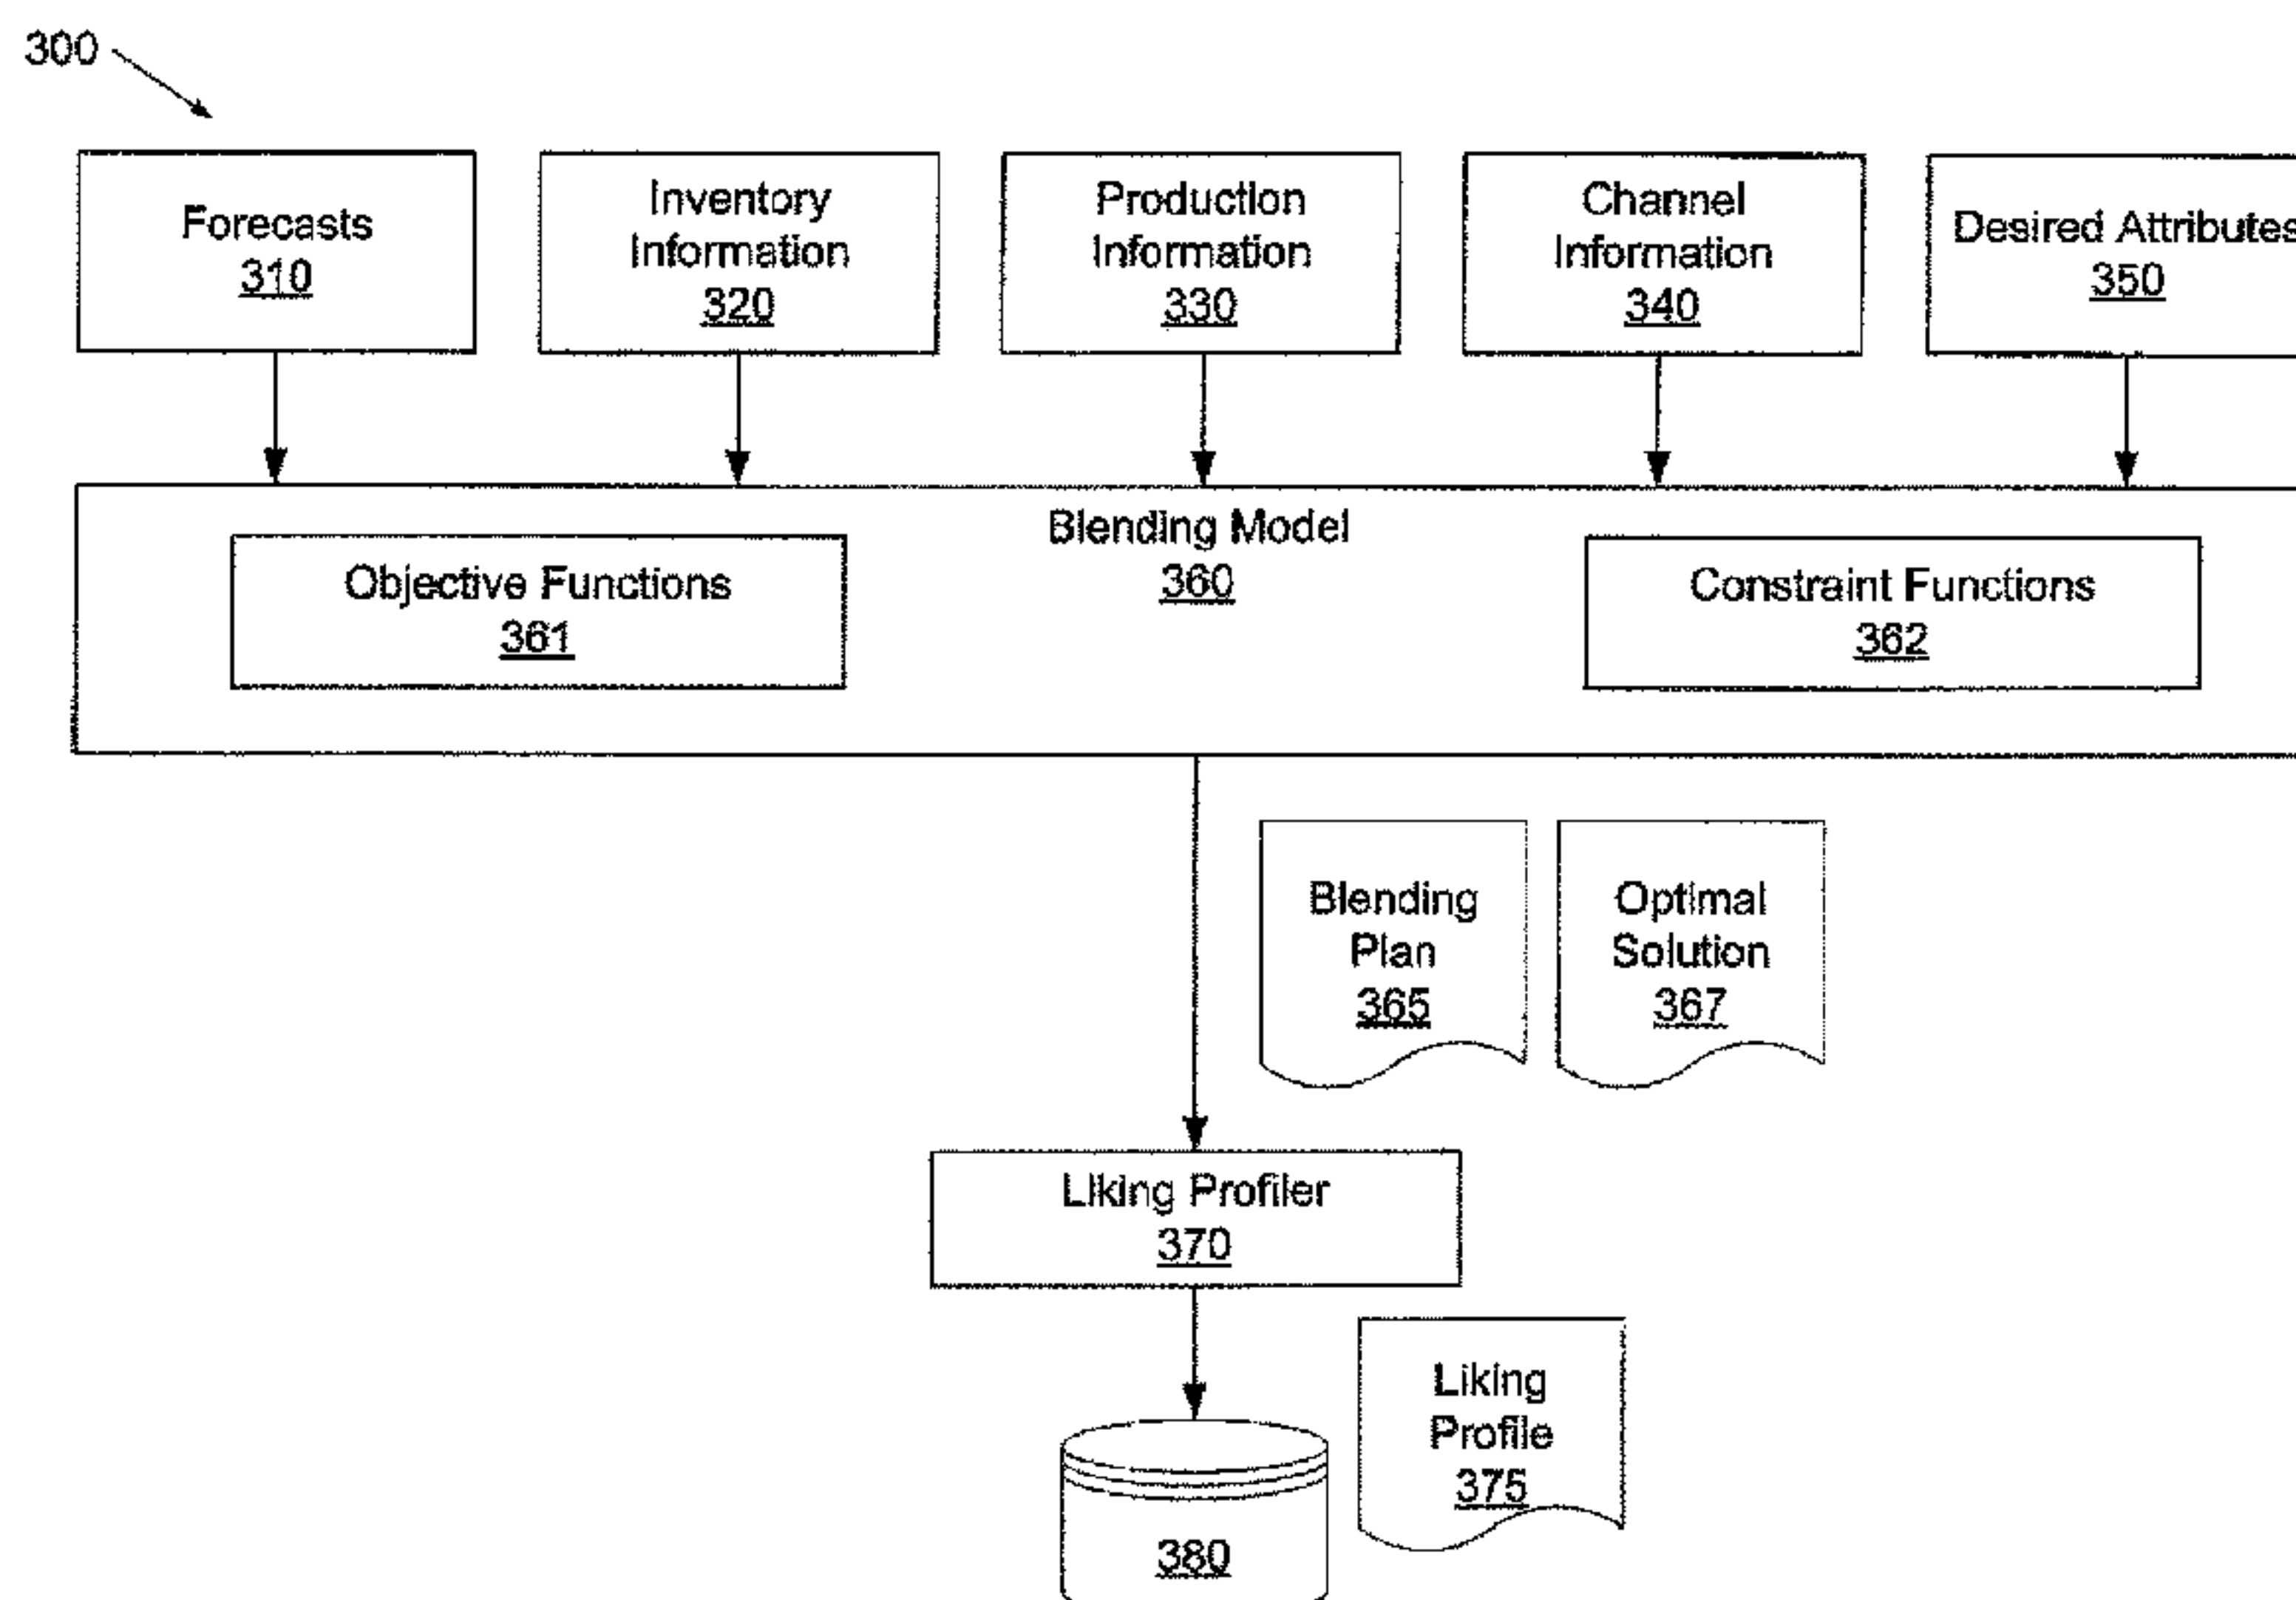 300
Forecasts
310
Inventory
Information
320
Production
Information
330
Channel
Information
340
Desired Attributes
350
Blending Model
360
Objective Functions
361
Constraint Functions
362
Blending
Plan
365
Optimal
Solution
367
Liking Profiler
370
Liking
Profile
375
380